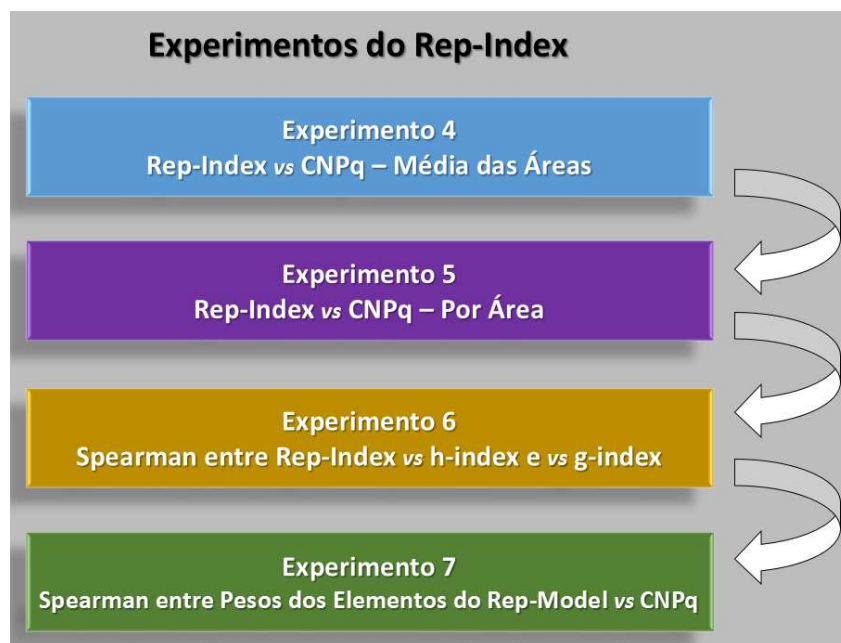 Experimentos do Rep-Index
Experimento 4
Rep-Index vs CNPq – Média das Áreas
Experimento 5
Rep-Index vs CNPq – Por Área
Experimento 6
Spearman entre Rep-Index vs h-index e vs g-index
Experimento 7
Spearman entre Pesos dos Elementos do Rep-Model vs CNPq